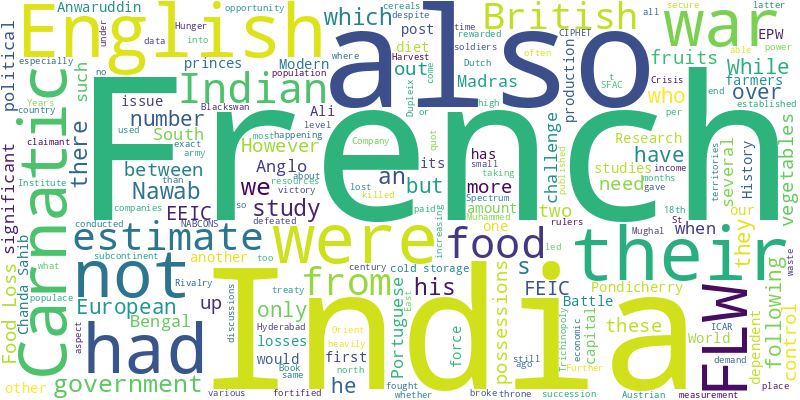 French
India
also
English
war
Carnatic
had
not
were
their
FLW
British
Indian
estimate
food
from
which
who
over
While
fruits
vegetables
following
control
they
have
need
several
these
two
challenge
production
Madras
princes
Modern
Anwaruddin
opportunity
cereals
despite
time
rewarded
soldiers
Dutch
Dupleix
come
or
high
often
CIPHET
published
SFAC
t
Crisis
all
latter
secure
able
power
EPW
post
diet
out
Harvest
where
Hunger
into
under
data
especially
population
no
Years
country
political
significant
such
there
issue
number
South
However
Blackswan
Ali
level
used
most
happening
exact
army
than
claimant
Institute
between
Nawab
Anglo
we
EEIC
study
Company
quot
an
but
has
its
small
more
taking
amount
Spectrum
Muhammed
one
paid
increasing
resources
about
victory
lost
killed
defeated
so
companies
NABCONS
conducted
subcontinent
what
populace
aspect
Rivalry
another
too
European
Bengal
up
only
his
he
first
losses
would
cold storage
treaty
century
Hyderabad
Book
same
Orient
heavily
fortified
north
various
discussions
government
other
Food Loss
Chanda Sahib
Portuguese
East
led
force
capital
economic
ago
still
fought
whether
broke
throne
Further
succession
Austrian
Trichinopoly
possessions
FEIC
Battle
Pondicherry
s
when
studies
Research
farmers
income
per
months
gave
end
established
18th
St
Mughal
rulers
our
territories
History
World
ICAR
demand
measurement
dependent
waste
place